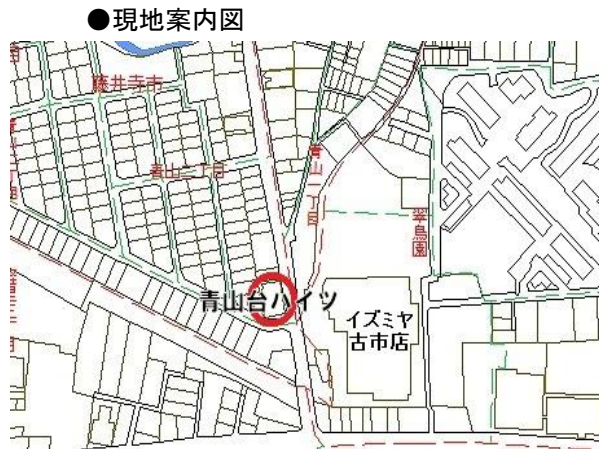 ●現地案内図
藤井寺市
青山二丁目
青山一丁目
翠鳥園
青山台ハイツ
イズミヤ
古市店